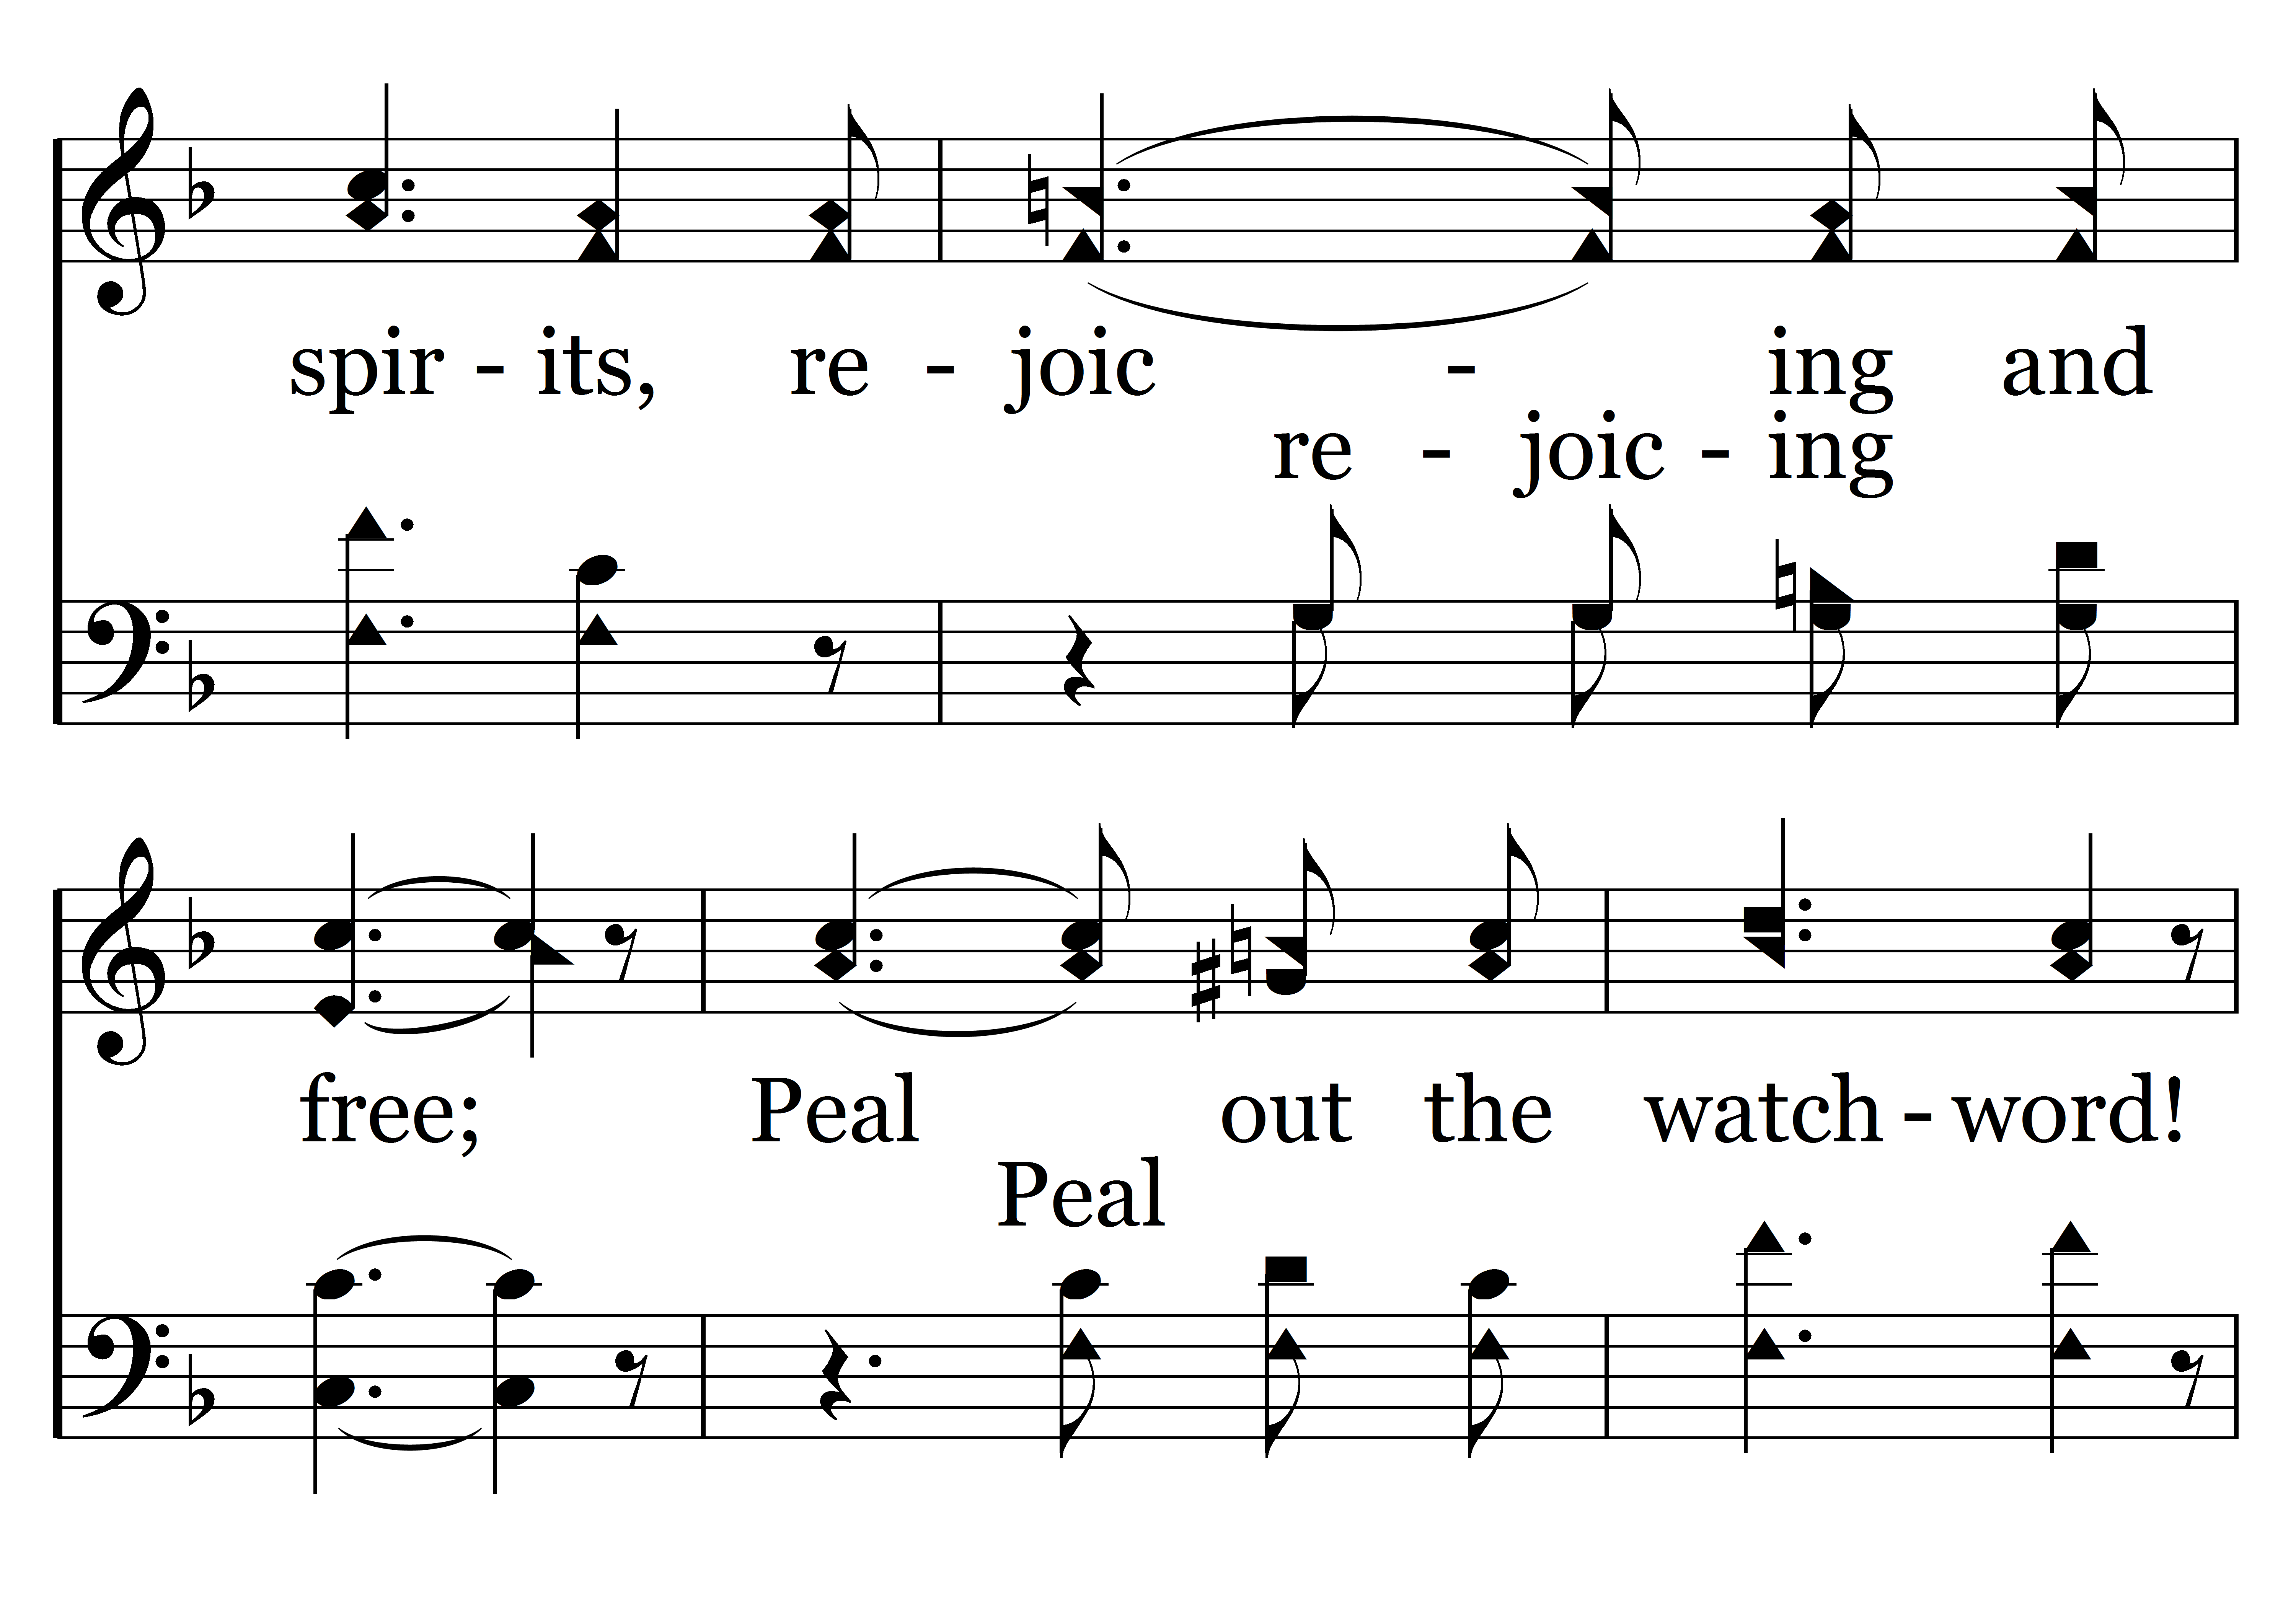 spir - its, re - joic - ing and
re - joic - ing
free; Peal out the watch - word!
Peal